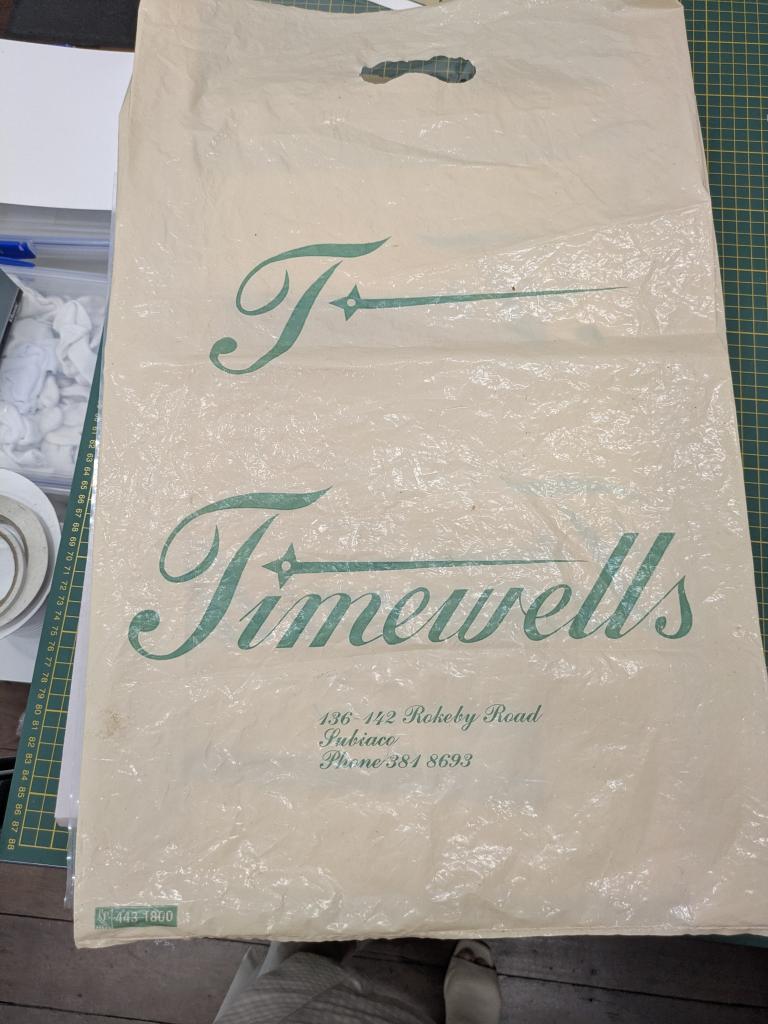 T
Timewells
136-142 Rokeby Road
Subiaco
Phone 381 8693
443 1800